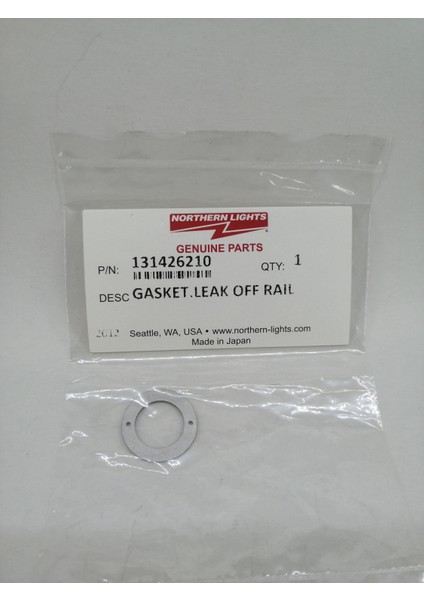 NORTHERN LIGHTS
GENUINE PARTS
P/N: 131426210 QTY: 1
DESC GASKET.LEAK OFF RAIL
2012 Seattle, WA, USA • www.northern-lights.com
Made in Japan